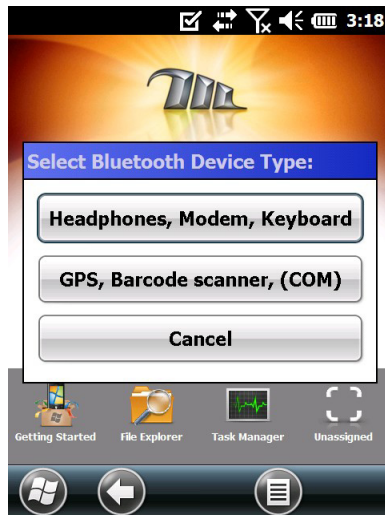 3:18
Select Bluetooth Device Type:
Headphones, Modem, Keyboard
GPS, Barcode scanner, (COM)
Cancel
Getting Started File Explorer Task Manager Unassigned